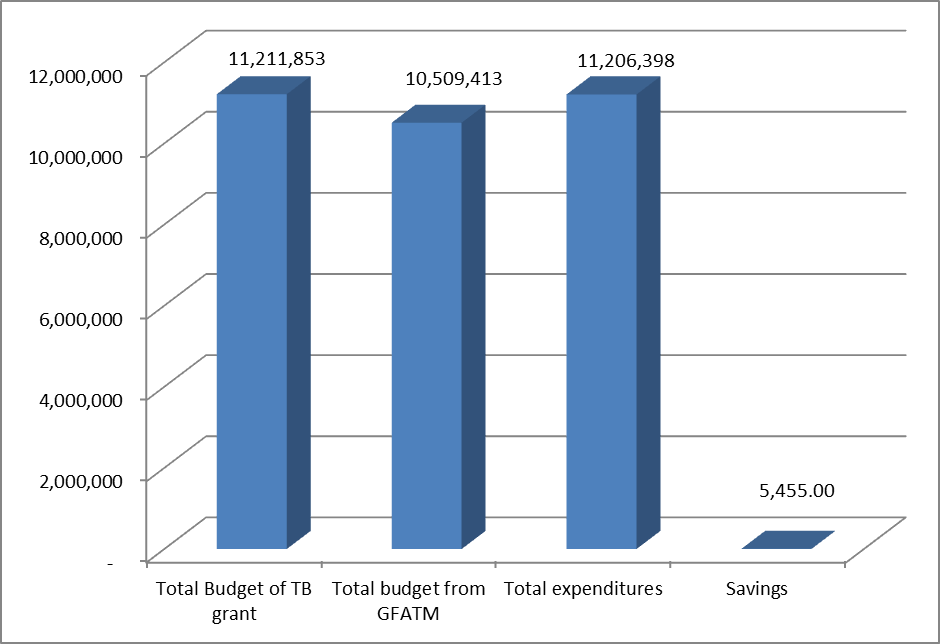 11,211,853
10,509,413
11,206,398
5,455.00
12,000,000
10,000,000
8,000,000
6,000,000
4,000,000
2,000,000
-
Total Budget of TB
grant
Total budget from
GFATM
Total expenditures
Savings